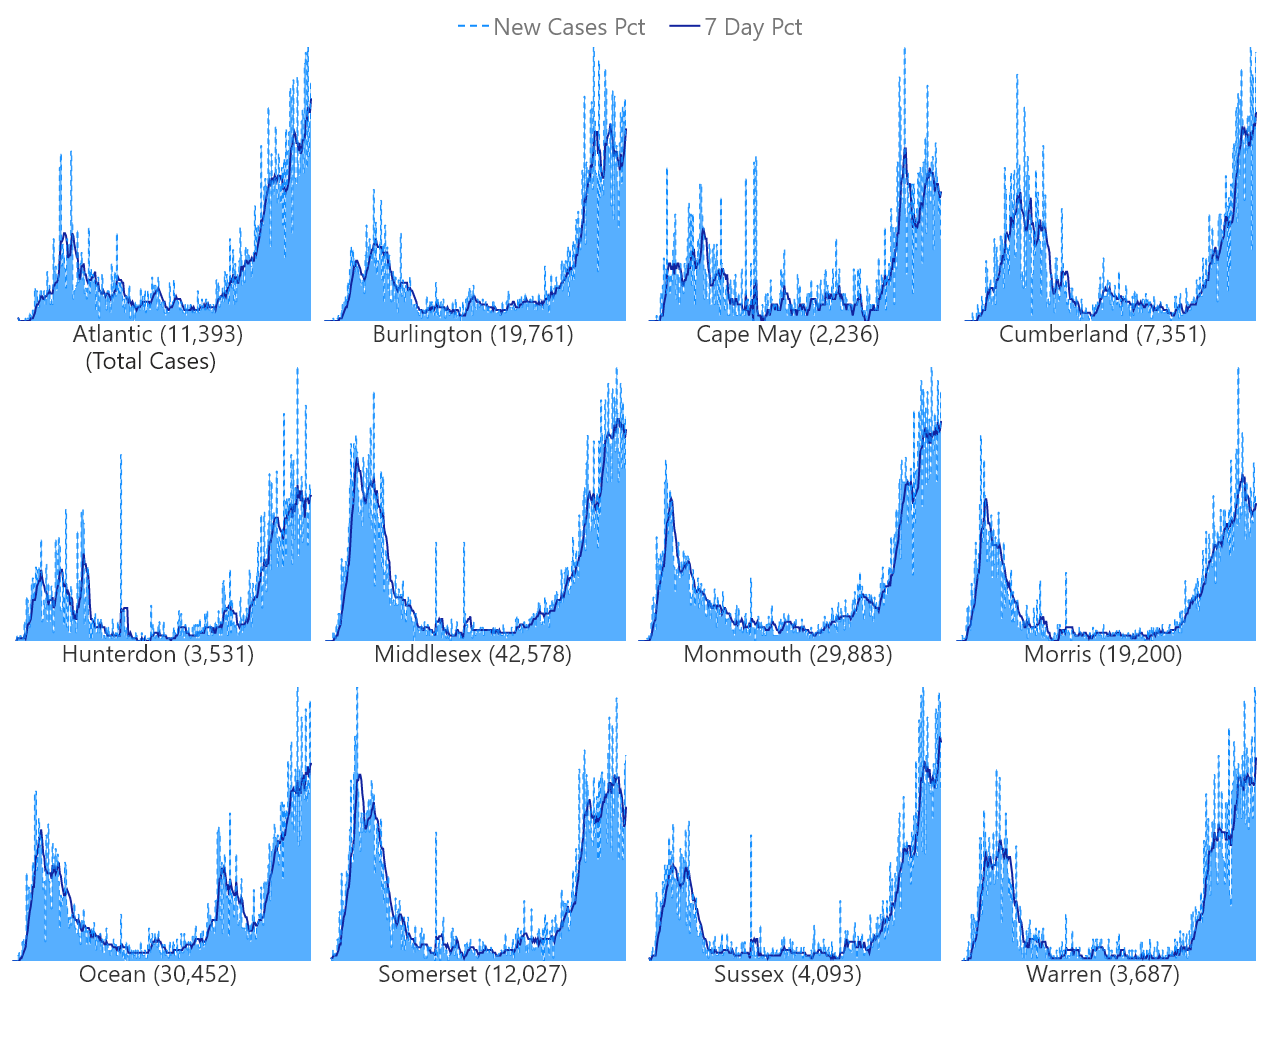 New Cases Pct 7 Day Pct
Atlantic (11,393)
(Total Cases)
Burlington (19,761)
Cape May (2,236)
Cumberland (7,351)
Hunterdon (3,531)
Middlesex (42,578)
Monmouth (29,883)
Morris (19,200)
Ocean (30,452)
Somerset (12,027)
Sussex (4,093)
Warren (3,687)